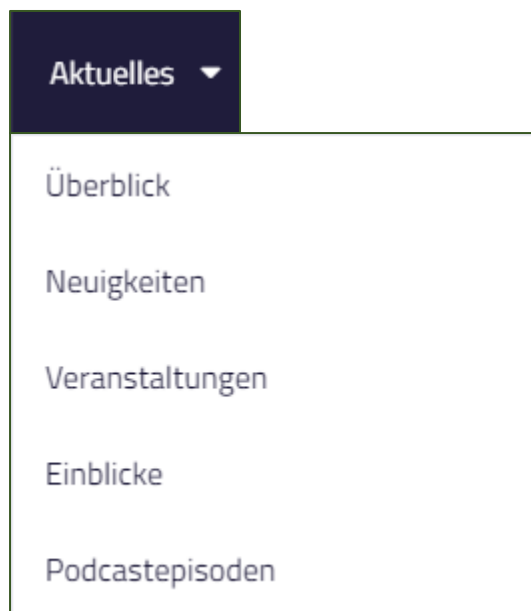 Aktuelles
Überblick
Neuigkeiten
Veranstaltungen
Einblicke
Podcastepisoden